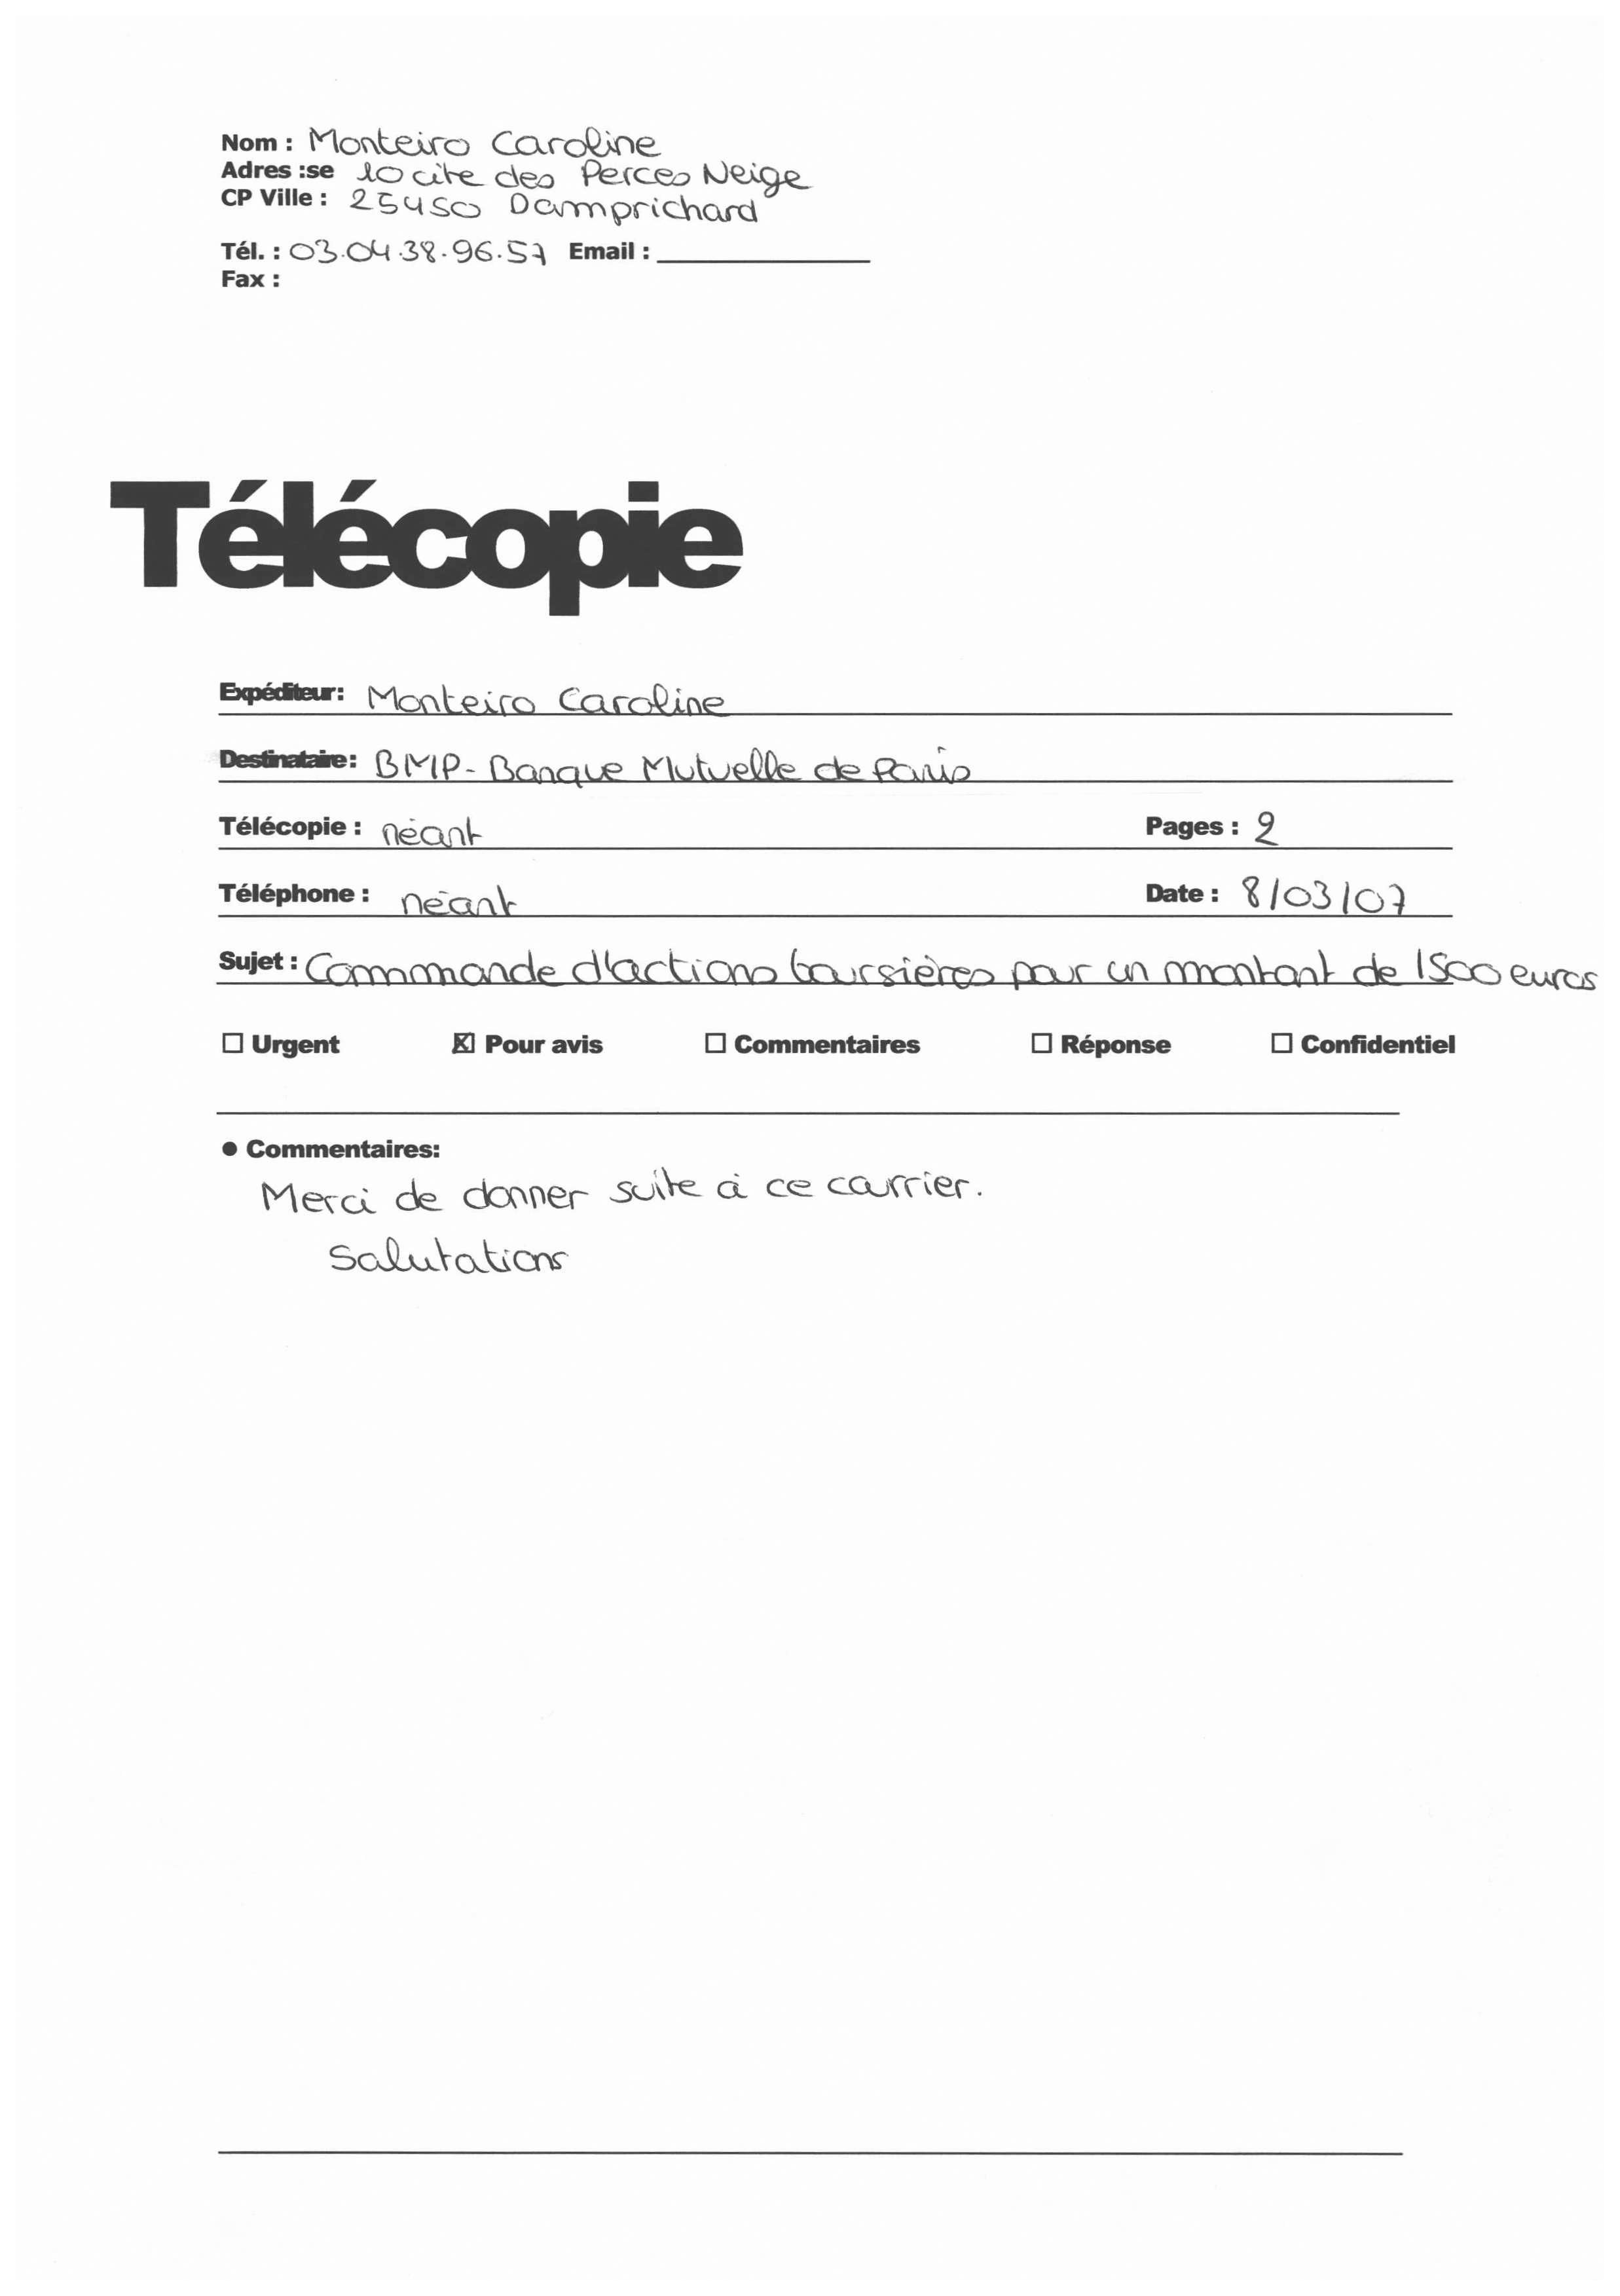 Nom : Monteiro Caroline
Adres :se 10 cite des Perces Neige
CP Ville : 25450 Damprichard
Tél. : 03.04.38.96.57 Email :
Fax :
Télécopie
Expéditeur: Monteiro Caroline
Destinataire: BMP- Banque Mutuelle de Paris
Télécopie : néant Pages : 2
Téléphone : néant Date : 8/03/07
Sujet : Commande d'actions boursières pour un montant de 1500 euros
☐ Urgent ☒ Pour avis ☐ Commentaires ☐ Réponse ☐ Confidentiel
● Commentaires:
Merci de donner suite à ce courrier.
Salutations